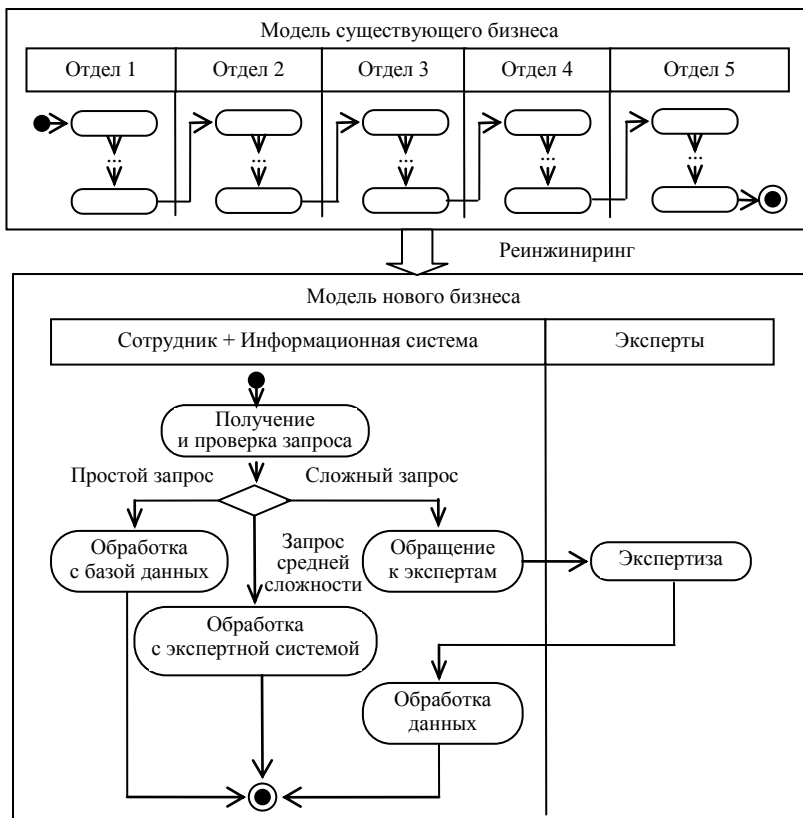 Модель существующего бизнеса
Отдел 1
Отдел 2
Отдел 3
Отдел 4
Отдел 5
...
...
...
...
...
Реинжиниринг
Модель нового бизнеса
Сотрудник + Информационная система
Эксперты
Получение
и проверка запроса
Простой запрос
Сложный запрос
Обработка
с базой данных
Запрос
средней
сложности
Обращение
к экспертам
Экспертиза
Обработка
с экспертной системой
Обработка
данных